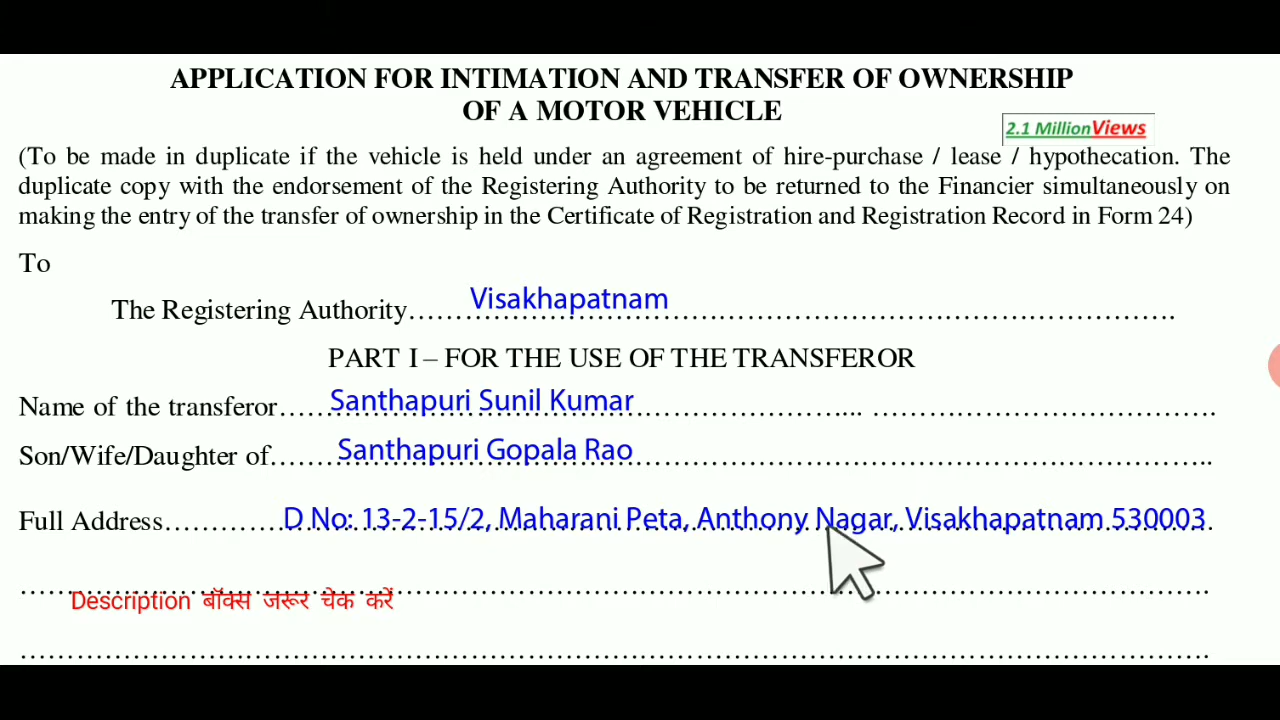 APPLICATION FOR INTIMATION AND TRANSFER OF OWNERSHIP
OF A MOTOR VEHICLE
2.1 Million Views
(To be made in duplicate if the vehicle is held under an agreement of hire-purchase / lease / hypothecation. The
duplicate copy with the endorsement of the Registering Authority to be returned to the Financier simultaneously on
making the entry of the transfer of ownership in the Certificate of Registration and Registration Record in Form 24)
To
The Registering Authority…Visakhapatnam…
PART I – FOR THE USE OF THE TRANSFEROR
Name of the transferor…Santhapuri Sunil Kumar…
Son/Wife/Daughter of…Santhapuri Gopala Rao…
Full Address…D No: 13-2-15/2, Maharani Peta, Anthony Nagar, Visakhapatnam 530003
Description बॉक्स जरूर चेक करें